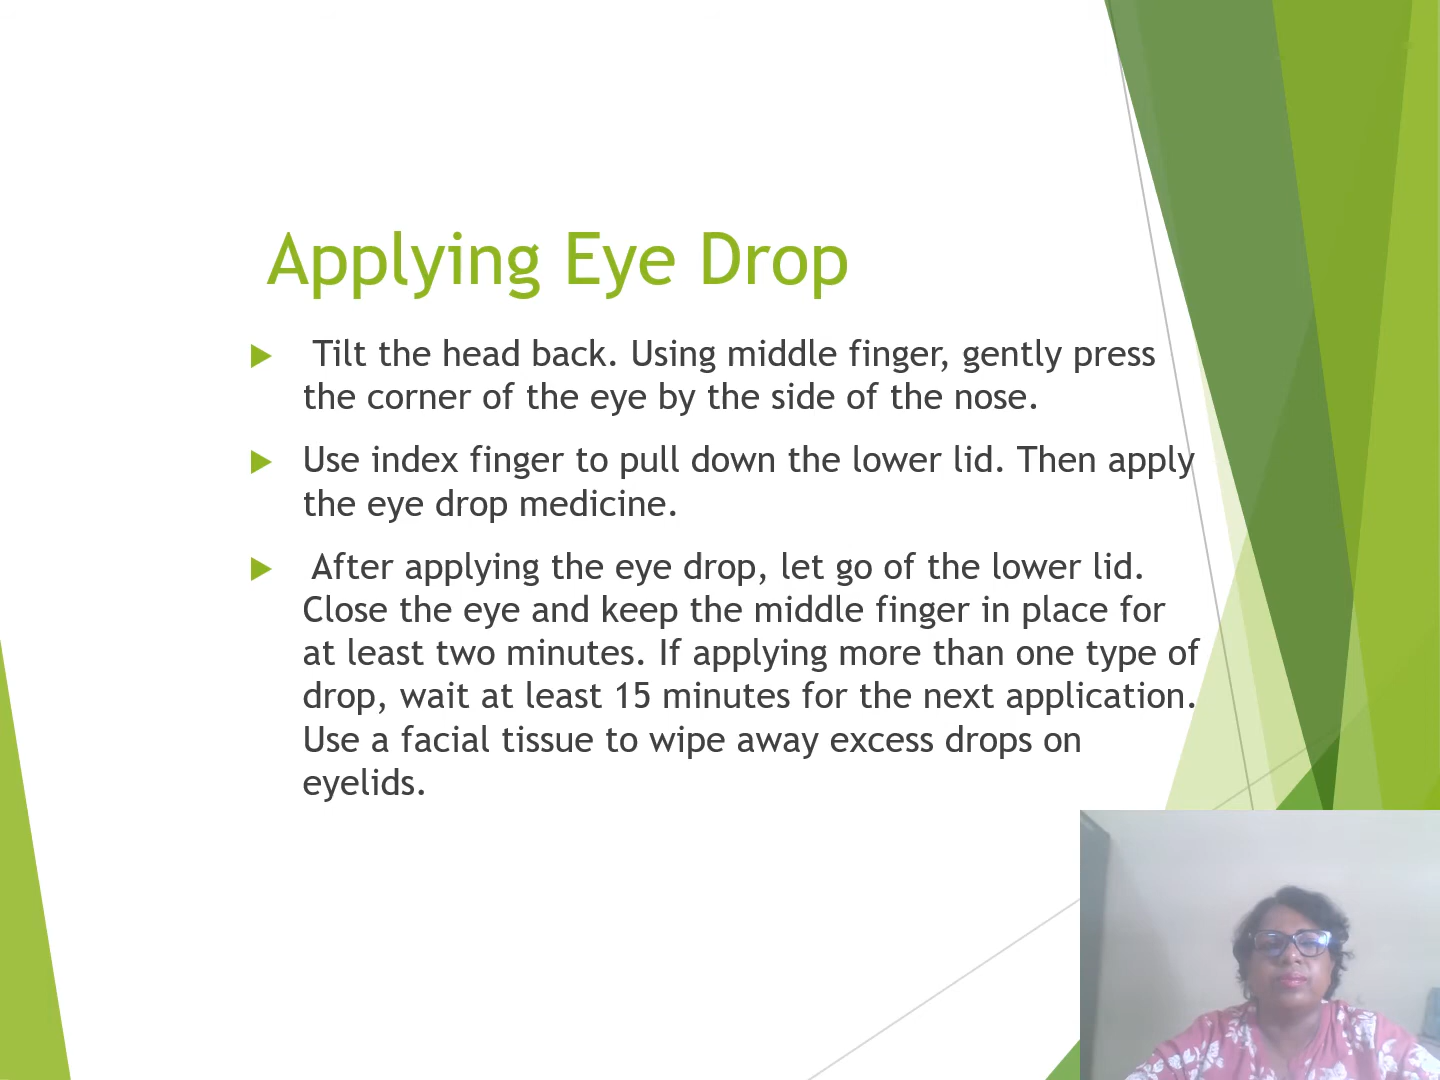 Applying Eye Drop
Tilt the head back. Using middle finger, gently press
the corner of the eye by the side of the nose.
Use index finger to pull down the lower lid. Then apply
the eye drop medicine.
After applying the eye drop, let go of the lower lid.
Close the eye and keep the middle finger in place for
at least two minutes. If applying more than one type of
drop, wait at least 15 minutes for the next application.
Use a facial tissue to wipe away excess drops on
eyelids.